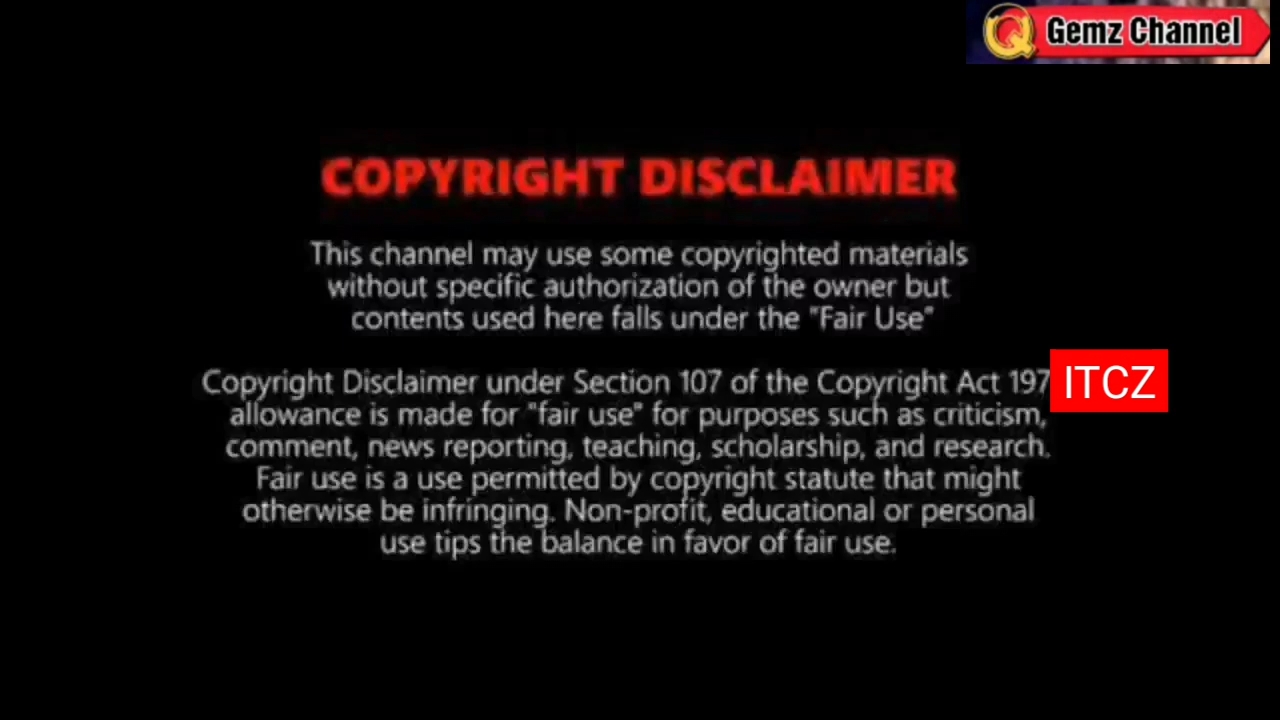 Gemz Channel
COPYRIGHT DISCLAIMER
This channel may use some copyrighted materials
without specific authorization of the owner but
contents used here falls under the "Fair Use"
Copyright Disclaimer under Section 107 of the Copyright Act 197
ITCZ
allowance is made for "fair use" for purposes such as criticism,
comment, news reporting, teaching, scholarship, and research.
Fair use is a use permitted by copyright statute that might
otherwise be infringing. Non-profit, educational or personal
use tips the balance in favor of fair use.